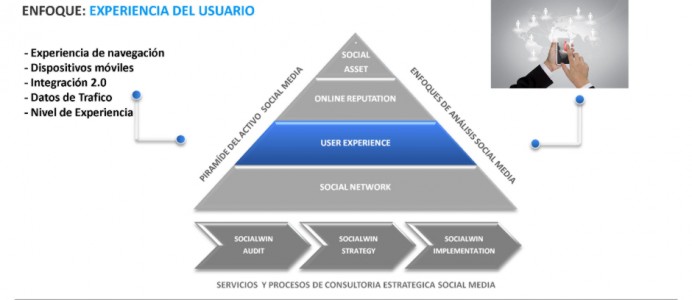 ENFOQUE: EXPERIENCIA DEL USUARIO
- Experiencia de navegación
- Dispositivos móviles
- Integración 2.0
- Datos de Trafico
- Nivel de Experiencia
PIRAMÍDE DEL ACTIVO SOCIAL MEDIA
SOCIAL
ASSET
ONLINE REPUTATION
USER EXPERIENCE
SOCIAL NETWORK
ENFOQUES DE ANÁLISIS SOCIAL MEDIA
SOCIALWIN
AUDIT
SOCIALWIN
STRATEGY
SOCIALWIN
IMPLEMENTATION
SERVICIOS Y PROCESOS DE CONSULTORIA ESTRATEGICA SOCIAL MEDIA